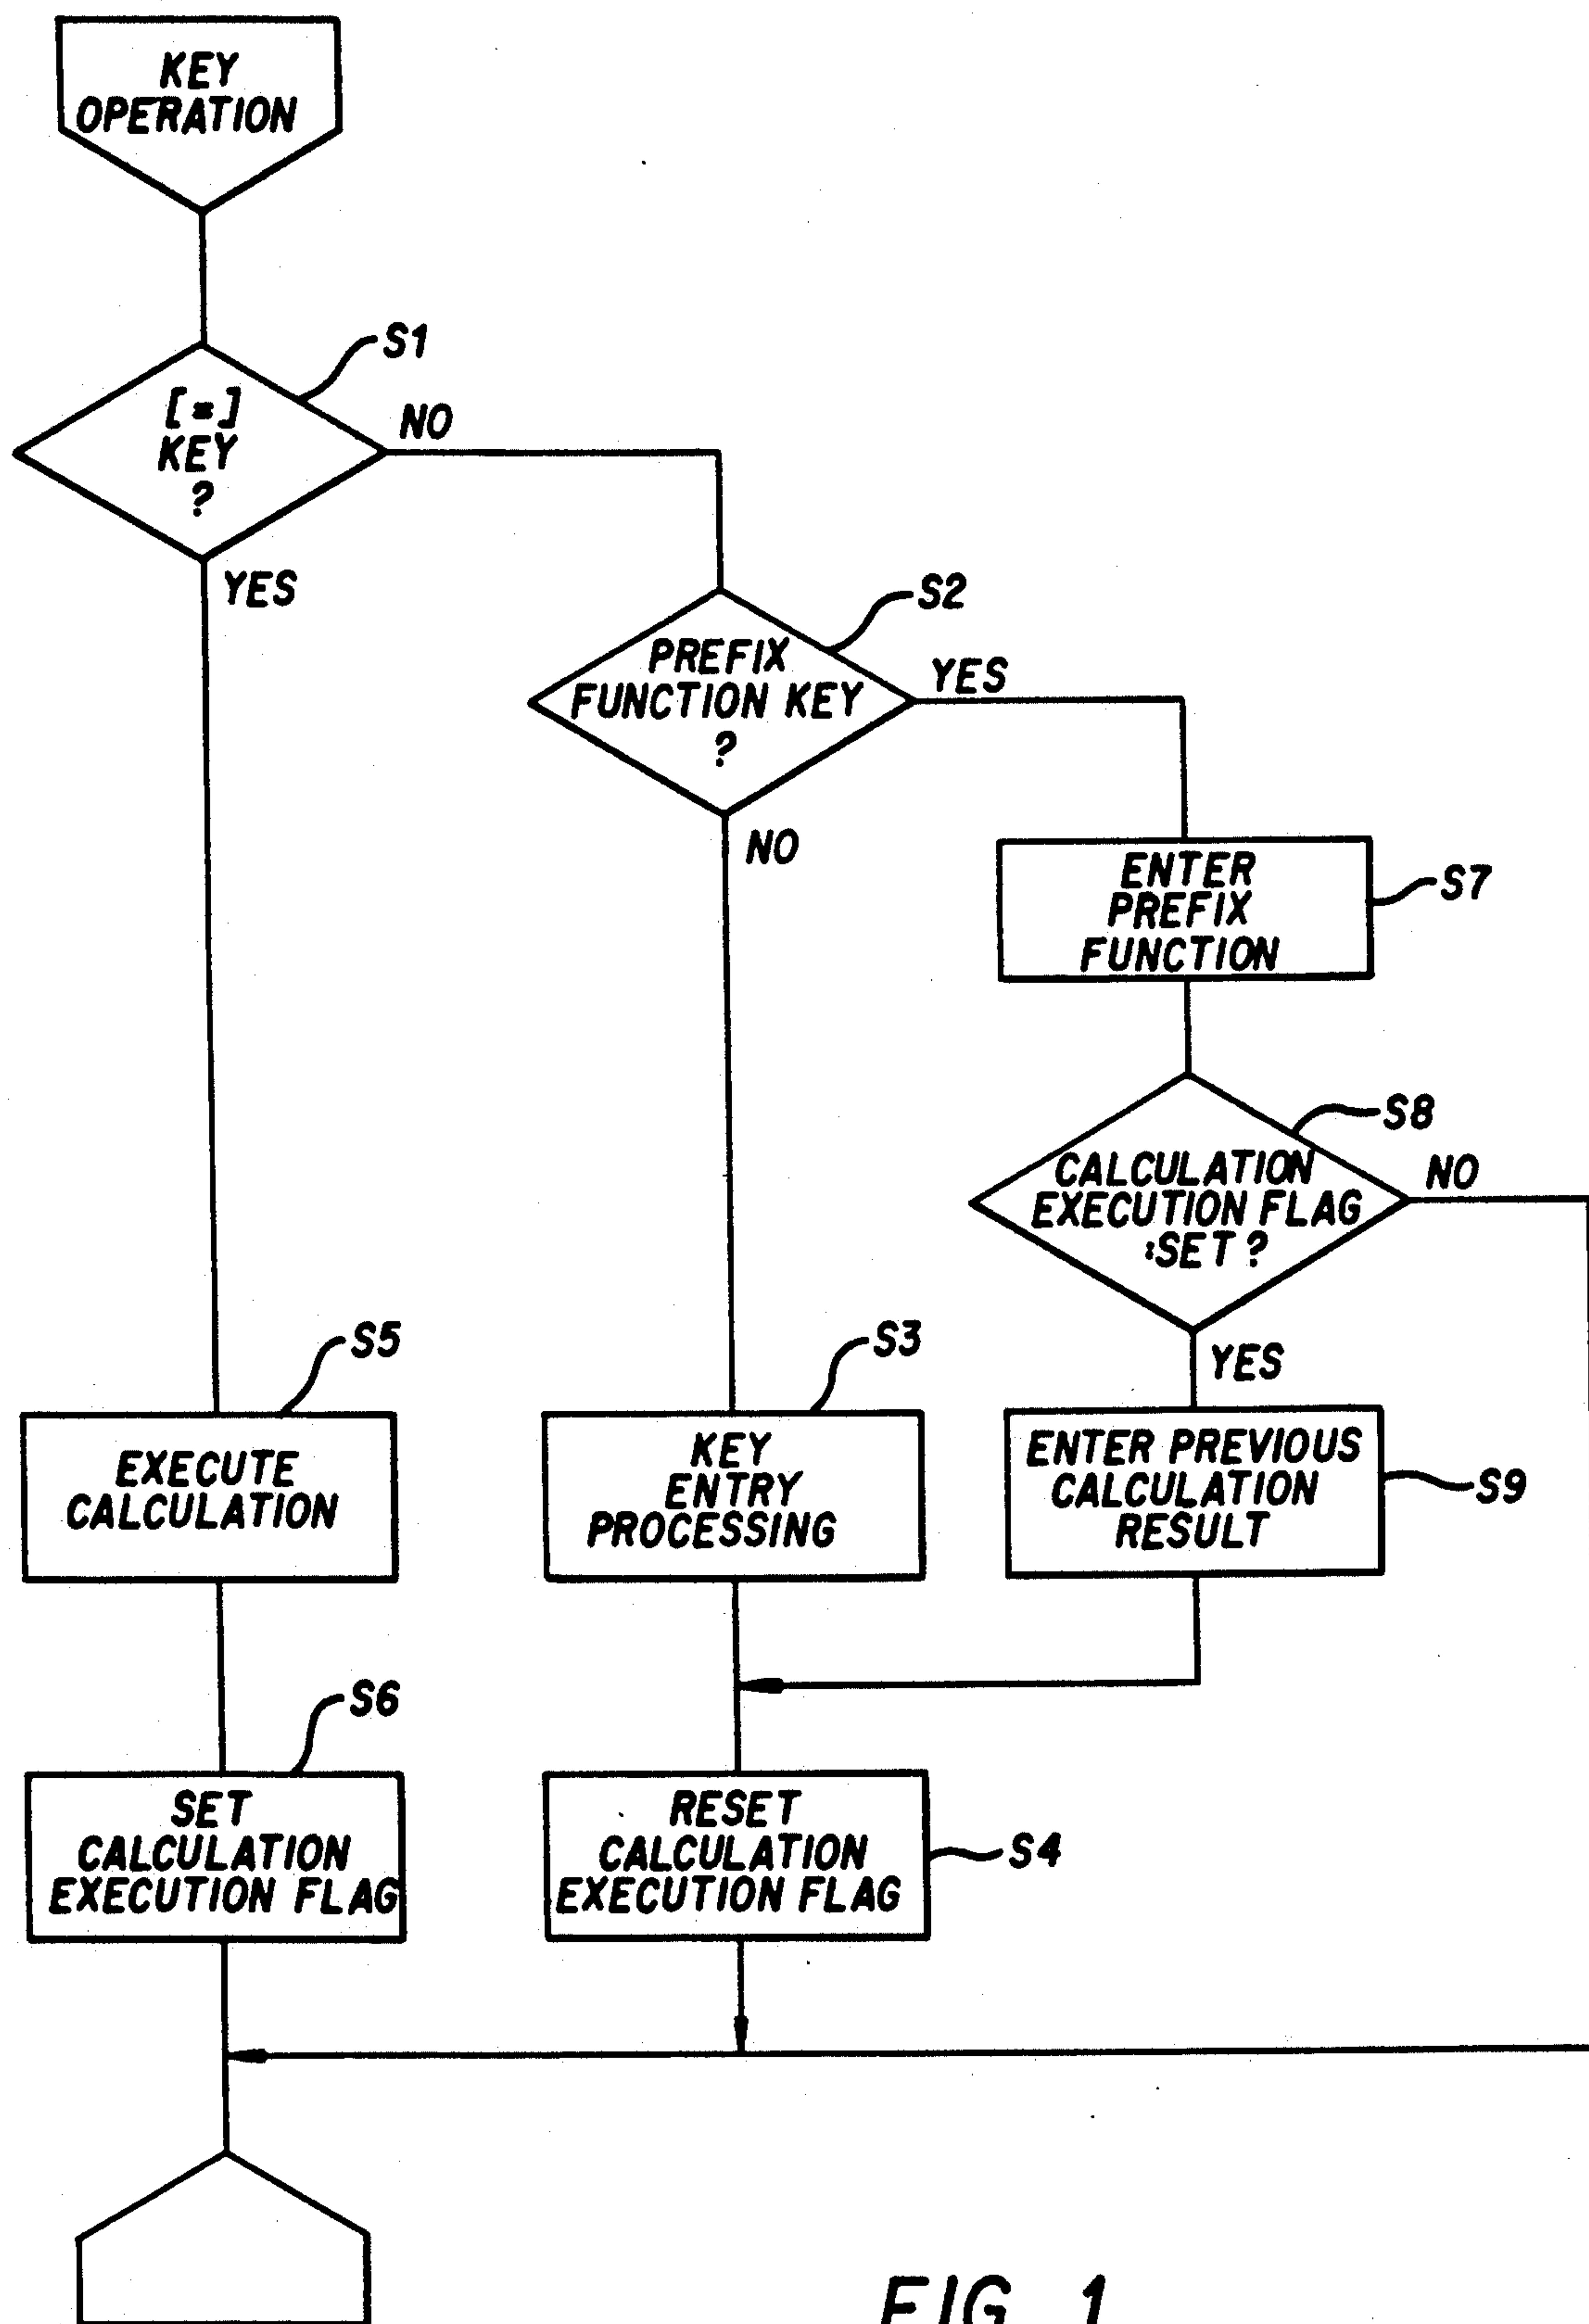 KEY
OPERATION
S1
[=]
KEY
?
NO
YES
S2
PREFIX
FUNCTION KEY
?
YES
NO
ENTER
PREFIX
FUNCTION
S7
S8
CALCULATION
EXECUTION FLAG
:SET ?
NO
YES
S5
EXECUTE
CALCULATION
S3
KEY
ENTRY
PROCESSING
ENTER PREVIOUS
CALCULATION
RESULT
S9
S6
SET
CALCULATION
EXECUTION FLAG
RESET
CALCULATION
EXECUTION FLAG
S4
FIG. 1